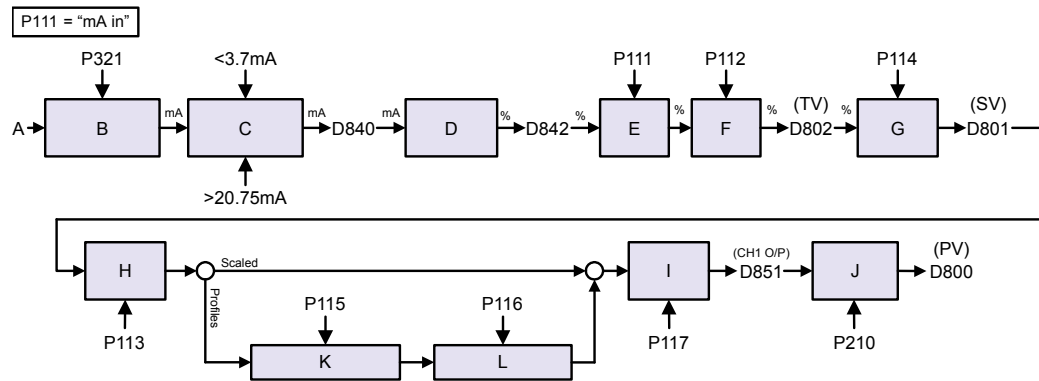 P111 = “mA in”
P321
<3.7mA
P111
P112
P114
A
B
mA
C
mA
D840
mA
D
%
D842
%
E
%
F
%
(TV)
D802
%
G
(SV)
D801
>20.75mA
H
Scaled
Profiles
P113
P115
K
P116
L
I
P117
(CH1 O/P)
D851
J
P210
(PV)
D800